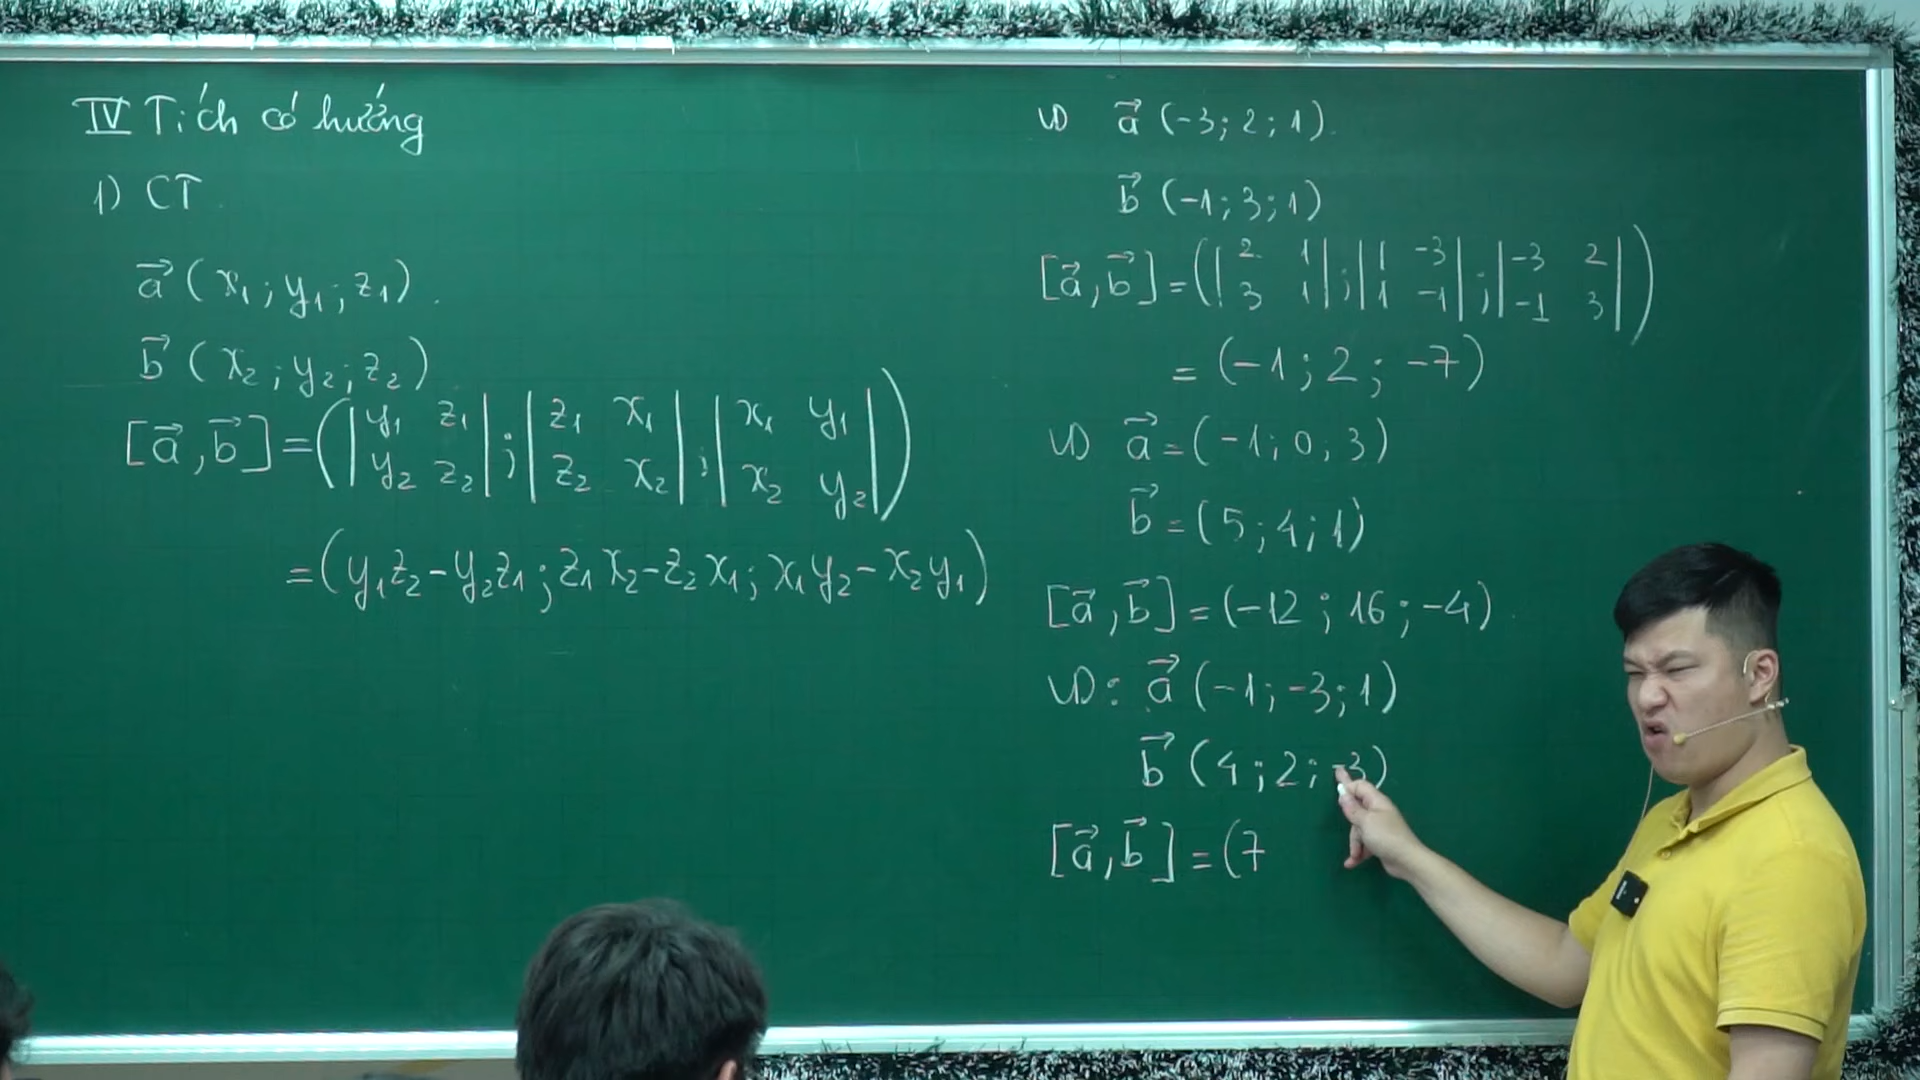 IV Tích có hướng
1) CT
a⃗ (x₁; y₁; z₁).
b⃗ (x₂; y₂; z₂)
[a⃗, b⃗] = (|y₁ z₁; y₂ z₂| ; |z₁ x₁; z₂ x₂| ; |x₁ y₁; x₂ y₂|)
= (y₁z₂ - y₂z₁; z₁x₂ - z₂x₁; x₁y₂ - x₂y₁)
VD a⃗ (-3; 2; 1).
b⃗ (-1; 3; 1)
[a⃗, b⃗] = (|2 1; 3 1| ; |1 -3; 1 -1| ; |-3 2; -1 3|)
= (-1; 2; -7)
VD a⃗ = (-1; 0; 3)
b⃗ = (5; 4; 1)
[a⃗, b⃗] = (-12; 16; -4)
VD: a⃗ (-1; -3; 1)
b⃗ (4; 2; -3)
[a⃗, b⃗] = (7